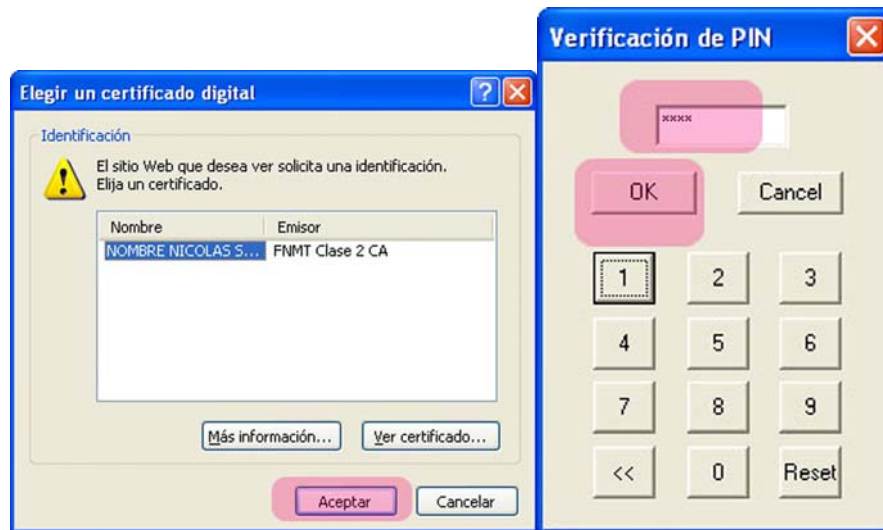 Elegir un certificado digital
Identificación
El sitio Web que desea ver solicita una identificación.
Elija un certificado.
Nombre Emisor
NOMBRE NICOLAS S... FNMT Clase 2 CA
Más información... Ver certificado...
Aceptar Cancelar
Verificación de PIN
xxxx
OK Cancel
1 2 3
4 5 6
7 8 9
<< 0 Reset